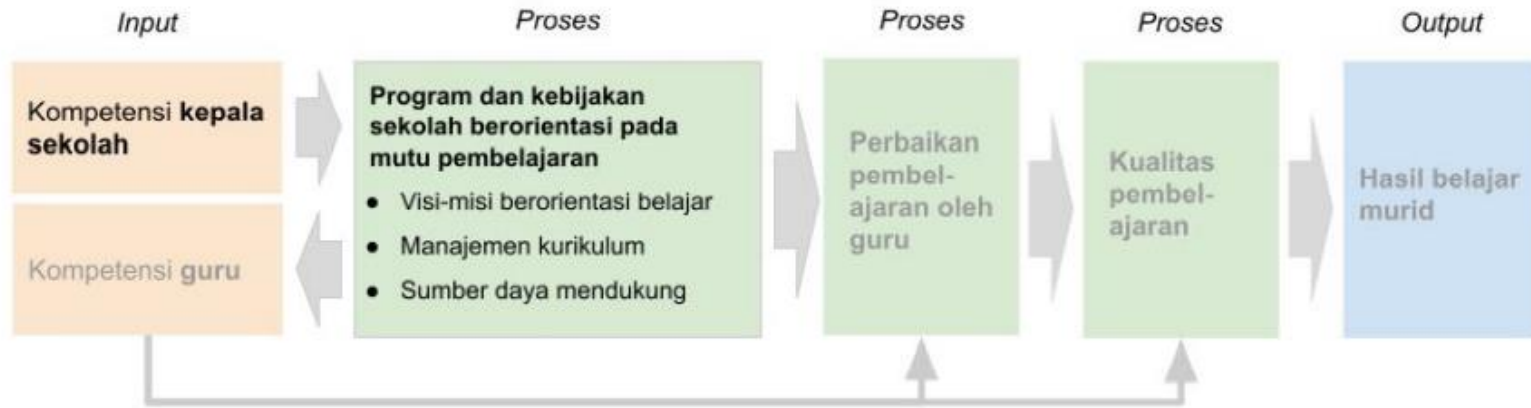 Input
Proses
Proses
Proses
Output
Kompetensi kepala
sekolah
Kompetensi guru
Program dan kebijakan
sekolah berorientasi pada
mutu pembelajaran
● Visi-misi berorientasi belajar
● Manajemen kurikulum
● Sumber daya mendukung
Perbaikan
pembel-
ajaran oleh
guru
Kualitas
pembel-
ajaran
Hasil belajar
murid